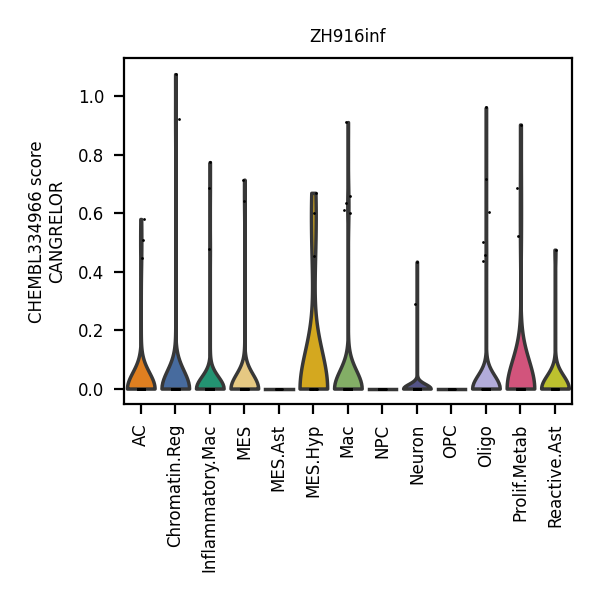 ZH916inf
CHEMBL334966 score
CANGRELOR
1.0
0.8
0.6
0.4
0.2
0.0
AC
Chromatin.Reg
Inflammatory.Mac
MES
MES.Ast
MES.Hyp
Mac
NPC
Neuron
OPC
Oligo
Prolif.Metab
Reactive.Ast